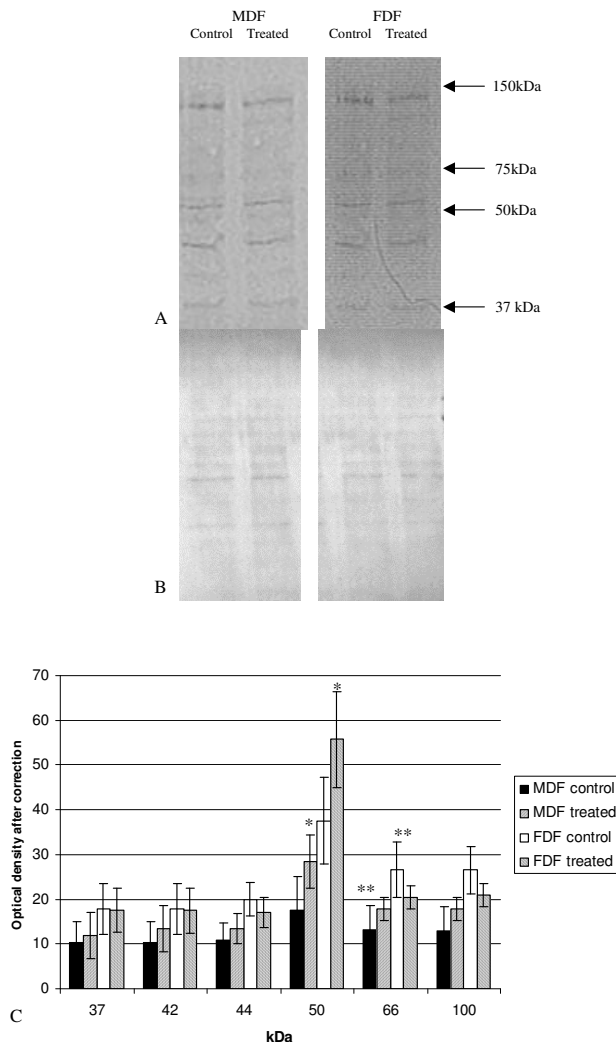 MDF FDF
Control Treated Control Treated
150kDa
75kDa
50kDa
37 kDa
A
B
70
60
50
40
30
20
10
0
Optical density after correction
*
*
**
**
37 42 44 50 66 100
kDa
MDF control
MDF treated
FDF control
FDF treated
C